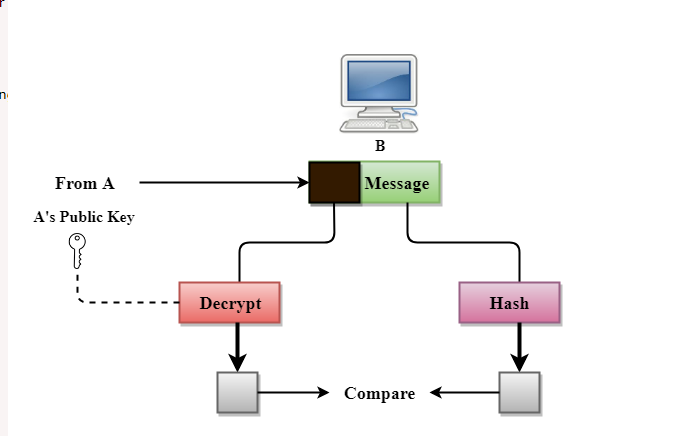 B
From A
Message
A's Public Key
Decrypt
Hash
Compare